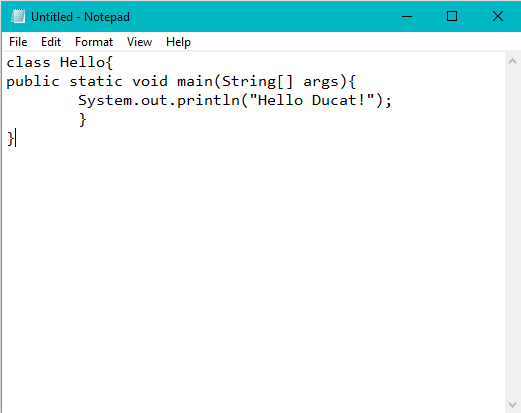 Untitled - Notepad
File Edit Format View Help
class Hello{
public static void main(String[] args){
        System.out.println("Hello Ducat!");
        }
}